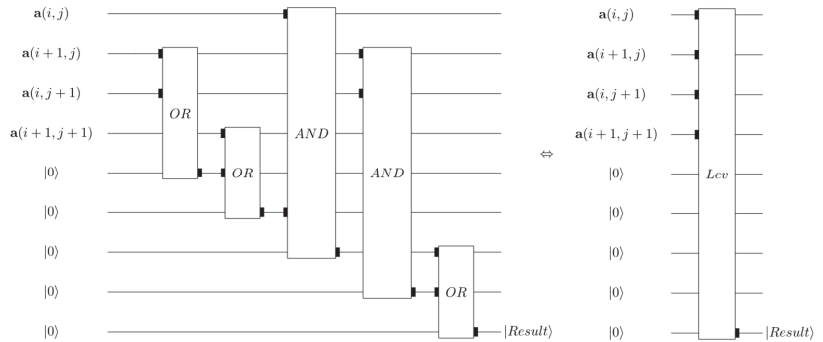 a(i, j) a(i, j)
a(i + 1, j) a(i + 1, j)
a(i, j + 1) OR a(i, j + 1)
a(i + 1, j + 1) AND a(i + 1, j + 1)
⇔
|0⟩ OR AND |0⟩ Lcv
|0⟩ |0⟩
|0⟩ |0⟩
|0⟩ OR |0⟩
|0⟩ |Result⟩ |0⟩ |Result⟩